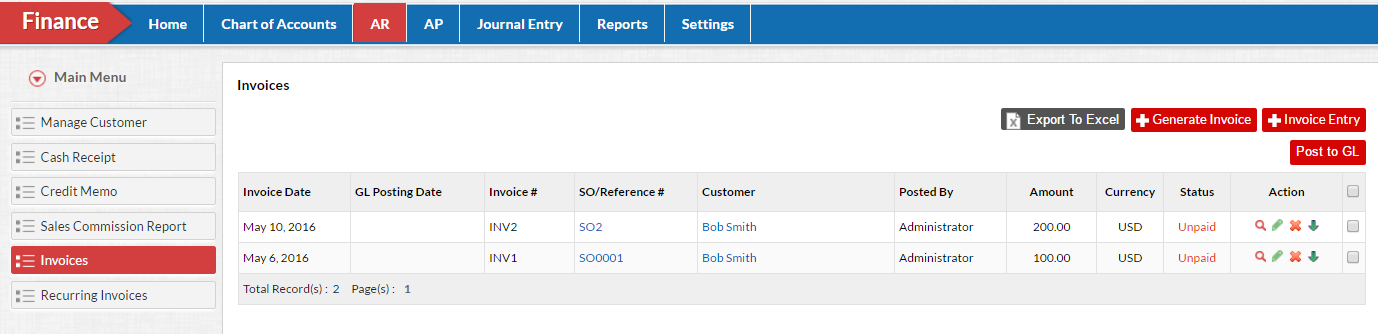 Finance Home Chart of Accounts AR AP Journal Entry Reports Settings
Main Menu
Manage Customer
Cash Receipt
Credit Memo
Sales Commission Report
Invoices
Recurring Invoices
Invoices
Export To Excel Generate Invoice Invoice Entry
Post to GL
Invoice Date GL Posting Date Invoice # SO/Reference # Customer Posted By Amount Currency Status Action
May 10, 2016 INV2 SO2 Bob Smith Administrator 200.00 USD Unpaid
May 6, 2016 INV1 SO0001 Bob Smith Administrator 100.00 USD Unpaid
Total Record(s) : 2 Page(s) : 1